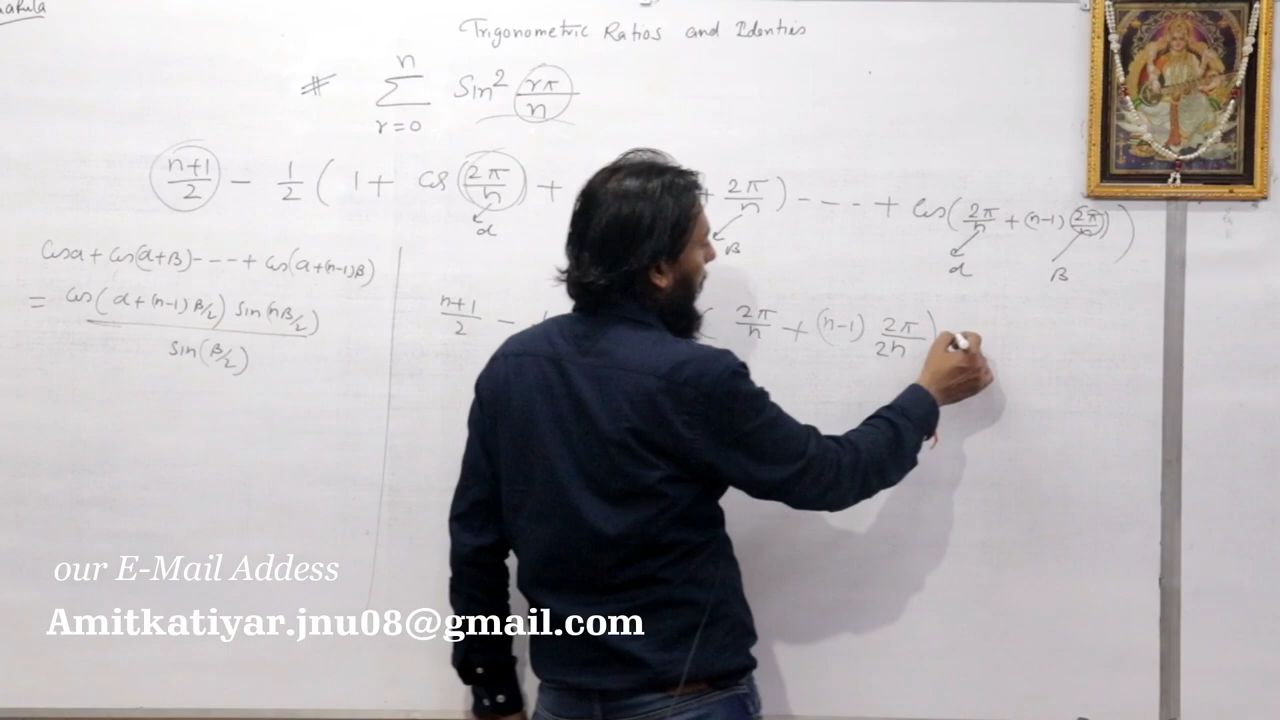 Trigonometric Ratios and Identies
# n
∑ Sin² rπ/n
r=0
n+1/2 - 1/2 ( 1 + Cos (2π/n) + + 2π/n ) - - - - + Cos( 2π/n + (n-1) (2π/n) ) )
α β α β
Cosα + Cos(α+β) - - - + Cos(α+(n-1)β)
= Cos(α+(n-1)β/2) Sin(nβ/2)
Sin(β/2)
n+1/2 - ( 2π/n + (n-1) 2π/2n )
our E-Mail Addess
Amitkatiyar.jnu08@gmail.com